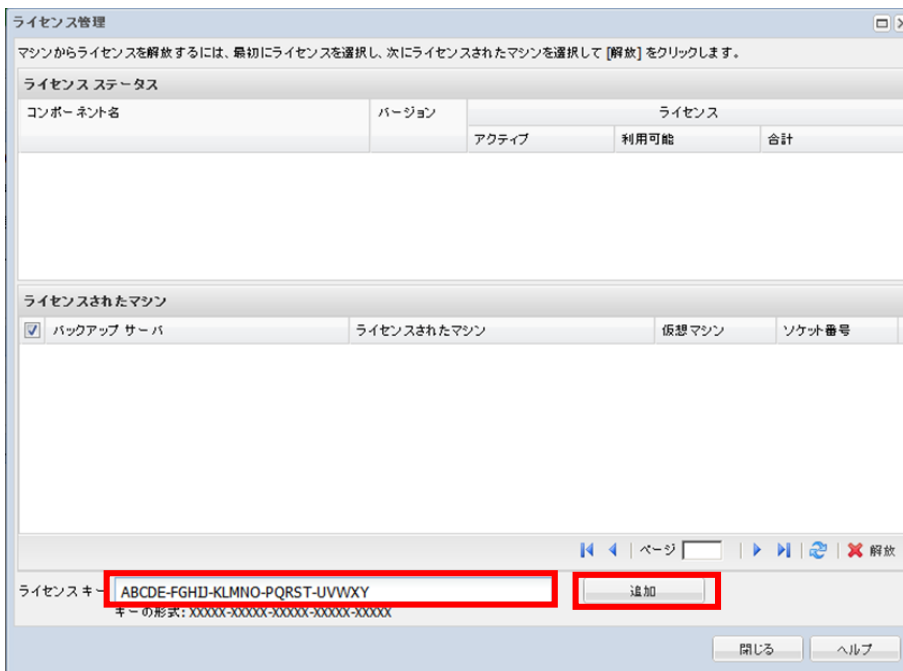 ライセンス管理
マシンからライセンスを解放するには、最初にライセンスを選択し、次にライセンスされたマシンを選択して [解放] をクリックします。
ライセンス ステータス
コンポーネント名 バージョン ライセンス
アクティブ 利用可能 合計
ライセンスされたマシン
バックアップ サーバ ライセンスされたマシン 仮想マシン ソケット番号
ページ 解放
ライセンス キー ABCDE-FGHIJ-KLMNO-PQRST-UVWXY 追加
キーの形式: XXXXX-XXXXX-XXXXX-XXXXX-XXXXX
閉じる ヘルプ